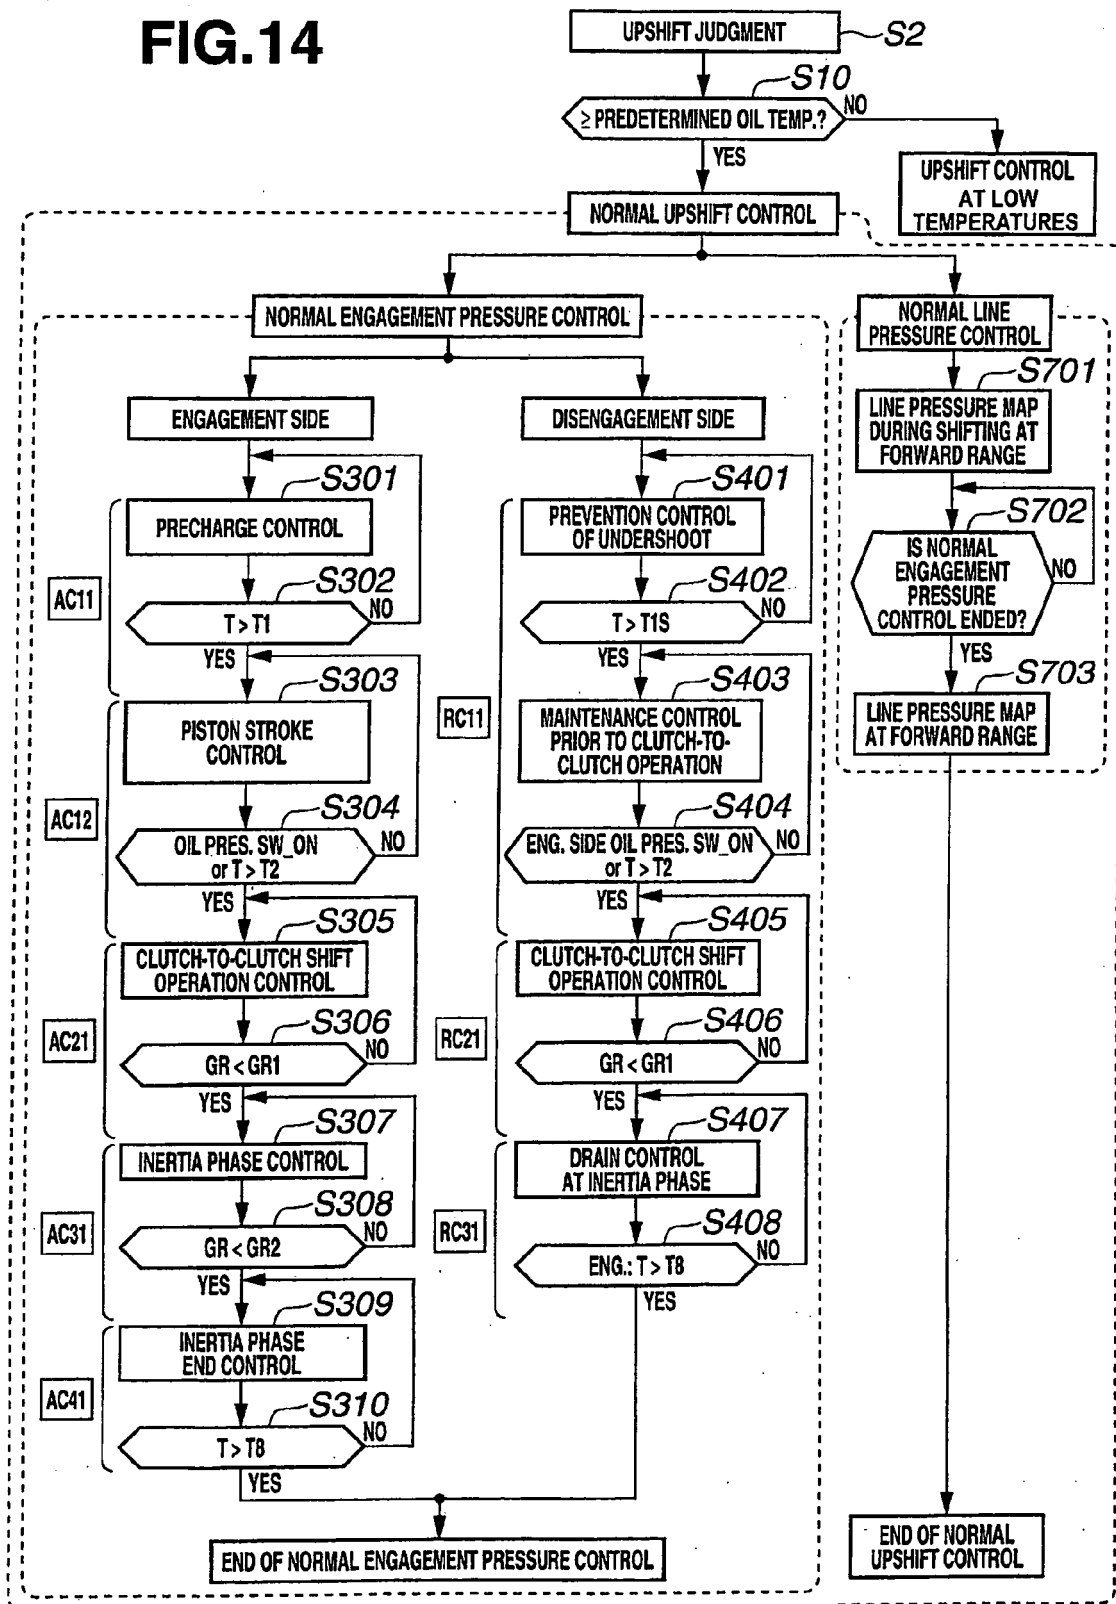 FIG.14
UPSHIFT JUDGMENT
S2
S10
≥ PREDETERMINED OIL TEMP.?
NO
YES
UPSHIFT CONTROL
AT LOW
TEMPERATURES
NORMAL UPSHIFT CONTROL
NORMAL ENGAGEMENT PRESSURE CONTROL
ENGAGEMENT SIDE
S301
PRECHARGE CONTROL
S302
T > T1
NO
YES
AC11
S303
PISTON STROKE
CONTROL
S304
OIL PRES. SW_ON
or T > T2
NO
YES
AC12
S305
CLUTCH-TO-CLUTCH SHIFT
OPERATION CONTROL
S306
GR < GR1
NO
YES
AC21
S307
INERTIA PHASE CONTROL
S308
GR < GR2
NO
YES
AC31
S309
INERTIA PHASE
END CONTROL
S310
T > T8
NO
YES
AC41
DISENGAGEMENT SIDE
S401
PREVENTION CONTROL
OF UNDERSHOOT
S402
T > T1S
NO
YES
S403
MAINTENANCE CONTROL
PRIOR TO CLUTCH-TO-
CLUTCH OPERATION
RC11
S404
ENG. SIDE OIL PRES. SW_ON
or T > T2
NO
YES
S405
CLUTCH-TO-CLUTCH SHIFT
OPERATION CONTROL
S406
GR < GR1
NO
YES
RC21
S407
DRAIN CONTROL
AT INERTIA PHASE
S408
ENG.: T > T8
NO
YES
RC31
END OF NORMAL ENGAGEMENT PRESSURE CONTROL
NORMAL LINE
PRESSURE CONTROL
S701
LINE PRESSURE MAP
DURING SHIFTING AT
FORWARD RANGE
S702
IS NORMAL
ENGAGEMENT
PRESSURE
CONTROL ENDED?
NO
YES
S703
LINE PRESSURE MAP
AT FORWARD RANGE
END OF NORMAL
UPSHIFT CONTROL